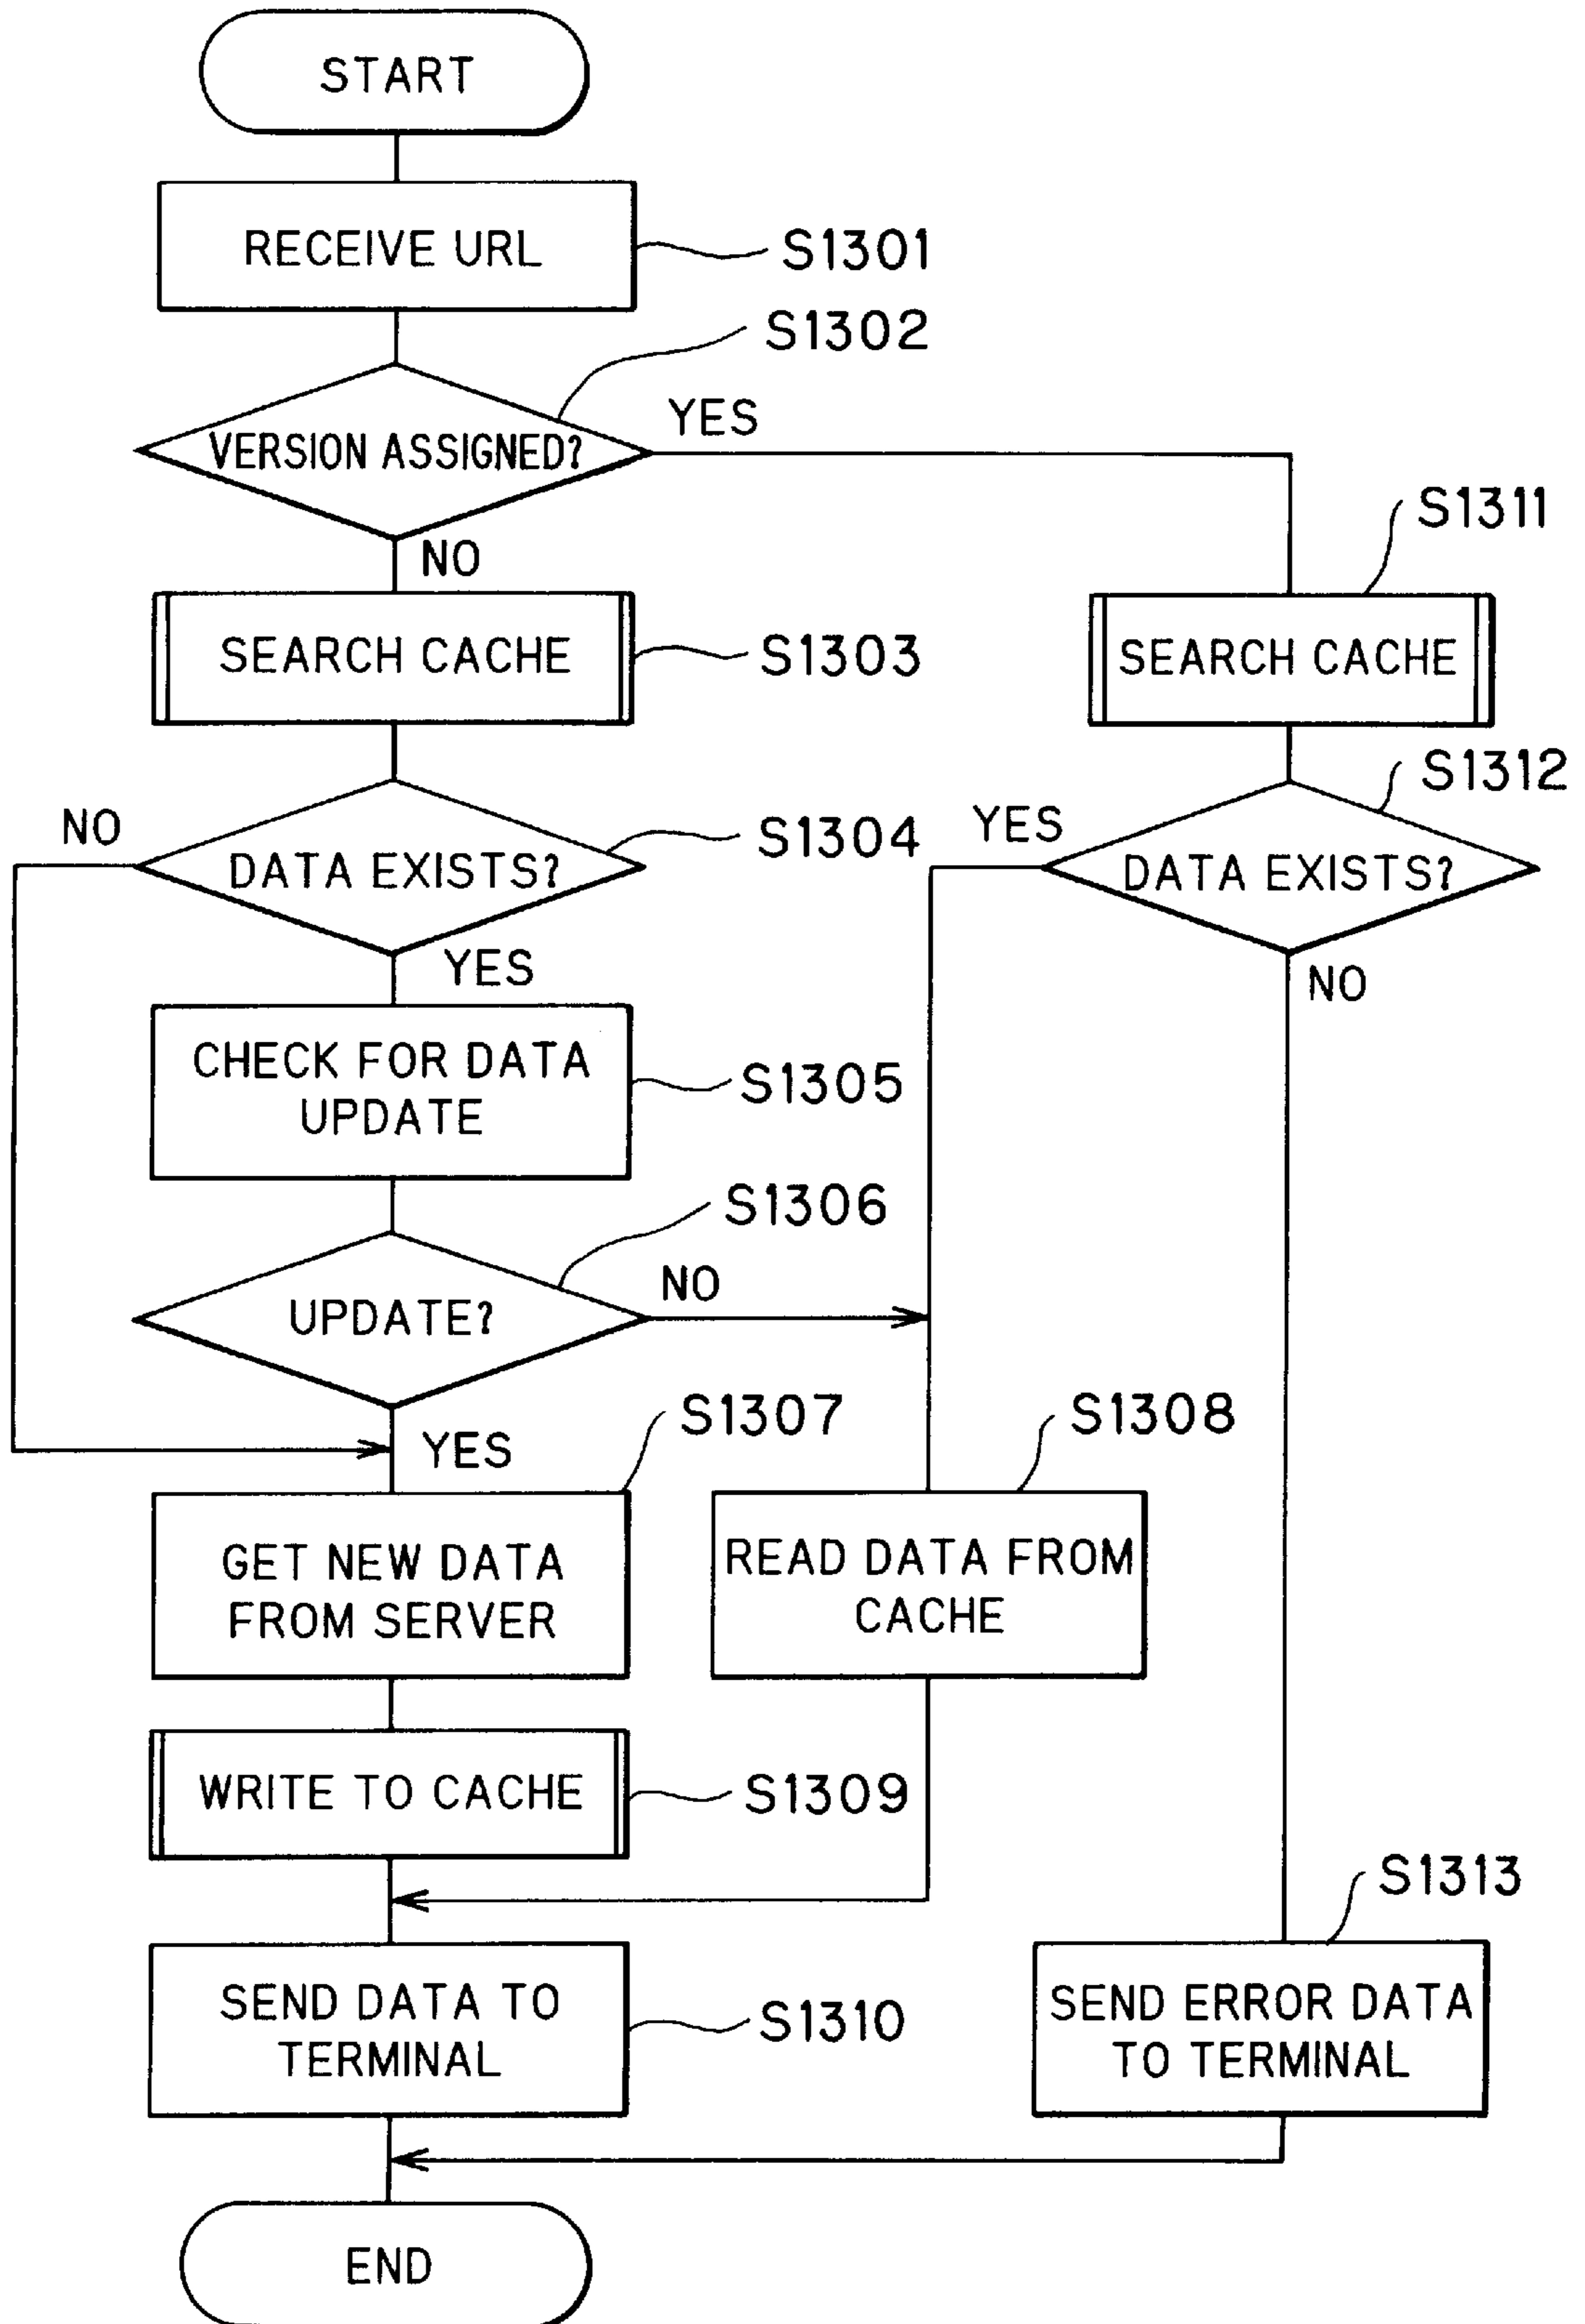 START
RECEIVE URL
S1301
S1302
VERSION ASSIGNED?
YES
NO
S1311
SEARCH CACHE
S1303
SEARCH CACHE
S1312
NO
DATA EXISTS?
S1304
YES
DATA EXISTS?
YES
NO
CHECK FOR DATA
UPDATE
S1305
S1306
UPDATE?
NO
YES
S1307
S1308
GET NEW DATA
FROM SERVER
READ DATA FROM
CACHE
WRITE TO CACHE
S1309
S1313
SEND DATA TO
TERMINAL
S1310
SEND ERROR DATA
TO TERMINAL
END